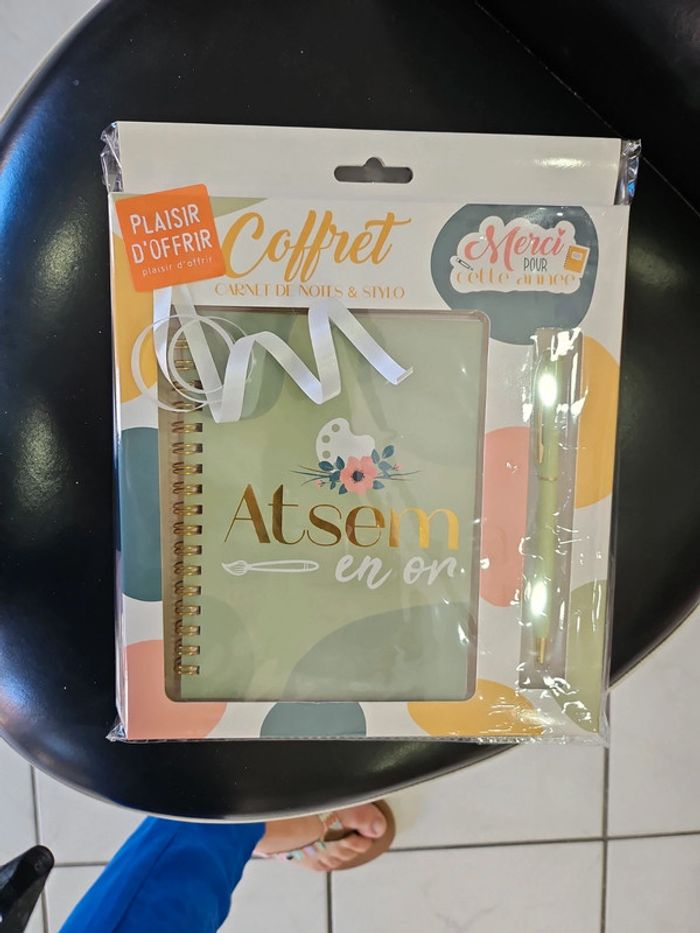 PLAISIR
D'OFFRIR
plaisir d'offrir
Coffret
CARNET DE NOTES & STYLO
Merci
POUR
cette année
Atsem
en or